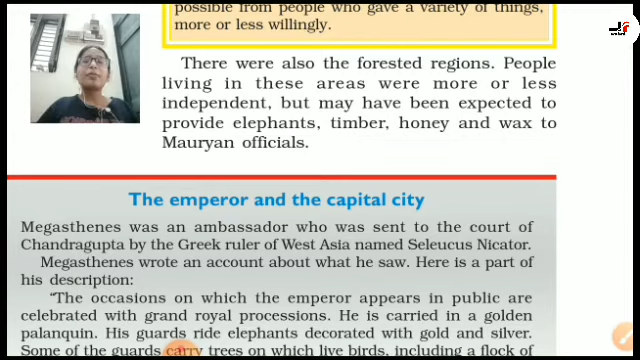 possible from people who gave a variety of things,
more or less willingly.
There were also the forested regions. People
living in these areas were more or less
independent, but may have been expected to
provide elephants, timber, honey and wax to
Mauryan officials.
The emperor and the capital city
Megasthenes was an ambassador who was sent to the court of
Chandragupta by the Greek ruler of West Asia named Seleucus Nicator.
Megasthenes wrote an account about what he saw. Here is a part of
his description:
“The occasions on which the emperor appears in public are
celebrated with grand royal processions. He is carried in a golden
palanquin. His guards ride elephants decorated with gold and silver.
Some of the guards carry trees on which live birds, including a flock of